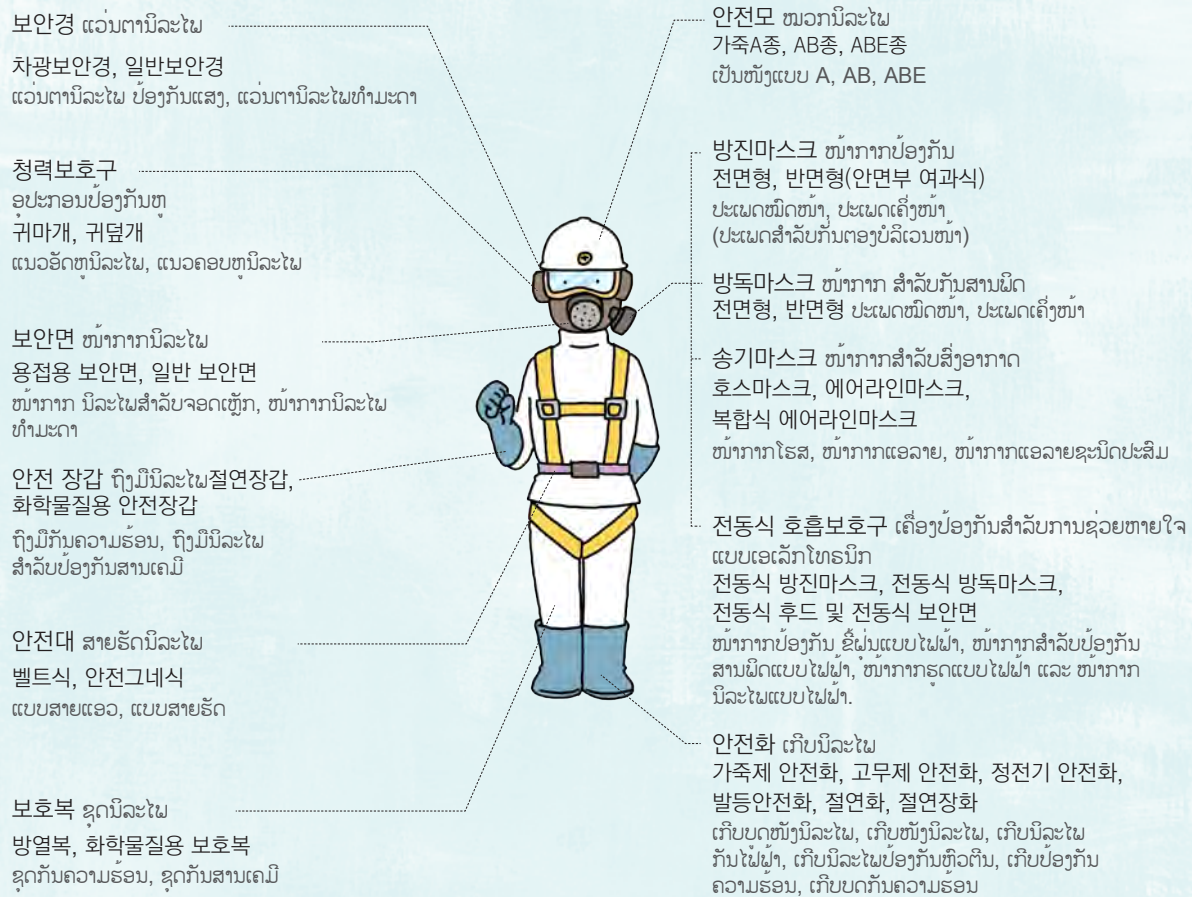 보안경 ແວ່ນຕານິລະໄພ
차광보안경, 일반보안경
ແວ່ນຕານິລະໄພ ປ້ອງກັນແສງ, ແວ່ນຕານິລະໄພທຳມະດາ
청력보호구
ອຸປະກອນປ້ອງກັນຫູ
귀마개, 귀덮개
ແນວອັດຫູນິລະໄພ, ແນວຄອບຫູນິລະໄພ
보안면 ໜ້າກາກນິລະໄພ
용접용 보안면, 일반 보안면
ໜ້າກາກ ນິລະໄພສຳລັບຈອດເຫຼັກ, ໜ້າກາກນິລະໄພ
ທຳມະດາ
안전 장갑 ຖົງມືນິລະໄພ절연장갑,
화학물질용 안전장갑
ຖົງມືກັນຄວາມຮ້ອນ, ຖົງມືນິລະໄພ
ສຳລັບປ້ອງກັນສານເຄມີ
안전대 ສາຍຮັດນິລະໄພ
벨트식, 안전그네식
ແບບສາຍແອວ, ແບບສາຍຮັດ
보호복 ຊຸດນິລະໄພ
방열복, 화학물질용 보호복
ຊຸດກັນຄວາມຮ້ອນ, ຊຸດກັນສານເຄມີ
안전모 ໝວກນິລະໄພ
가죽A종, AB종, ABE종
ເປັນໜັງແບບ A, AB, ABE
방진마스크 ໜ້າກາກປ້ອງກັນ
전면형, 반면형(안면부 여과식)
ປະເພດໝົດໜ້າ, ປະເພດເຄິ່ງໜ້າ
(ປະເພດສຳລັບກັ່ນຕອງບໍລິເວນໜ້າ)
방독마스크 ໜ້າກາກ ສຳລັບກັນສານພິດ
전면형, 반면형 ປະເພດໝົດໜ້າ, ປະເພດເຄິ່ງໜ້າ
송기마스크 ໜ້າກາກສຳລັບສົ່ງອາກາດ
호스마스크, 에어라인마스크,
복합식 에어라인마스크
ໜ້າກາກໂຮສ, ໜ້າກາກແອລາຍ, ໜ້າກາກແອລາຍຊະນິດປະສົມ
전동식 호흡보호구 ເຄື່ອງປ້ອງກັນສຳລັບການຊ່ວຍຫາຍໃຈ
ແບບເອເລັກໂທຣນິກ
전동식 방진마스크, 전동식 방독마스크,
전동식 후드 및 전동식 보안면
ໜ້າກາກປ້ອງກັນ ຂີ້ຝຸ່ນແບບໄຟຟ້າ, ໜ້າກາກສຳລັບປ້ອງກັນ
ສານພິດແບບໄຟຟ້າ, ໜ້າກາກຮູດແບບໄຟຟ້າ ແລະ ໜ້າກາກ
ນິລະໄພແບບໄຟຟ້າ.
안전화 ເກີບນິລະໄພ
가죽제 안전화, 고무제 안전화, 정전기 안전화,
발등안전화, 절연화, 절연장화
ເກີບບຸດໜັງນິລະໄພ, ເກີບໜັງນິລະໄພ, ເກີບນິລະໄພ
ກັນໄຟຟ້າ, ເກີບນິລະໄພປ້ອງກັນຫົວຕີນ, ເກີບປ້ອງກັນ
ຄວາມຮ້ອນ, ເກີບບຸດກັນຄວາມຮ້ອນ